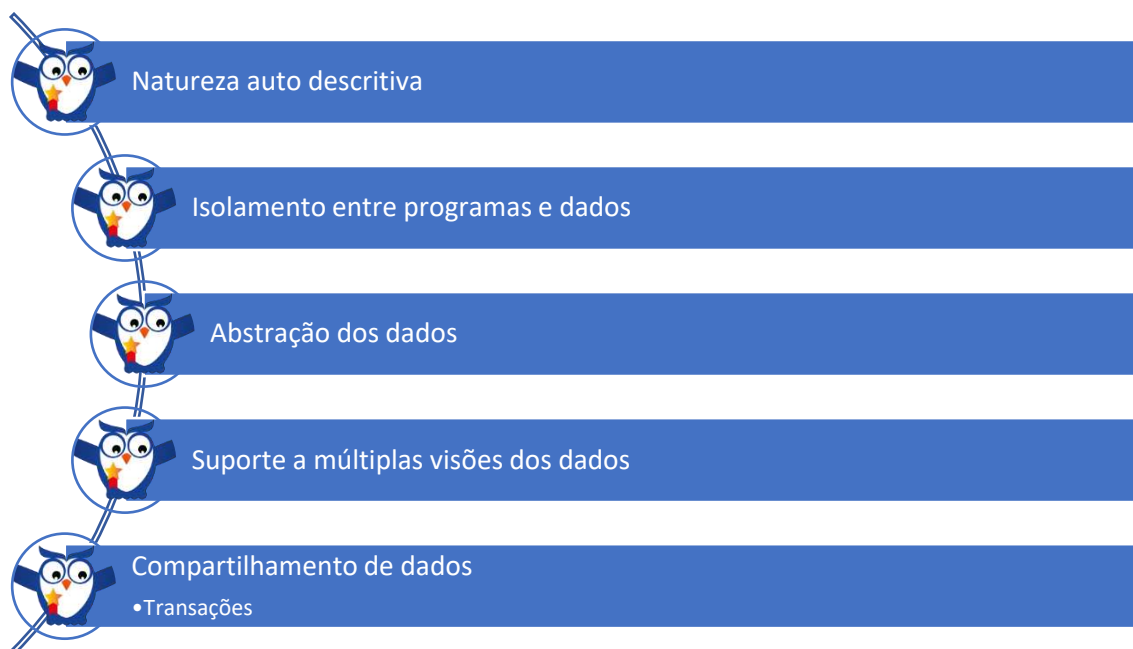 Natureza auto descritiva
Isolamento entre programas e dados
Abstração dos dados
Suporte a múltiplas visões dos dados
Compartilhamento de dados
•Transações